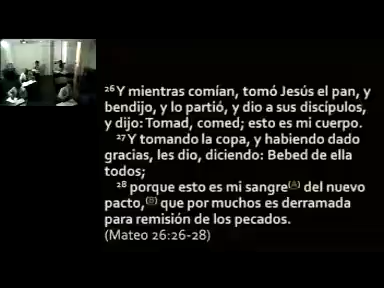 ²⁶Y mientras comían, tomó Jesús el pan, y
bendijo, y lo partió, y dio a sus discípulos,
y dijo: Tomad, comed; esto es mi cuerpo.
²⁷Y tomando la copa, y habiendo dado
gracias, les dio, diciendo: Bebed de ella
todos;
²⁸ porque esto es mi sangre(A) del nuevo
pacto,(B) que por muchos es derramada
para remisión de los pecados.
(Mateo 26:26-28)